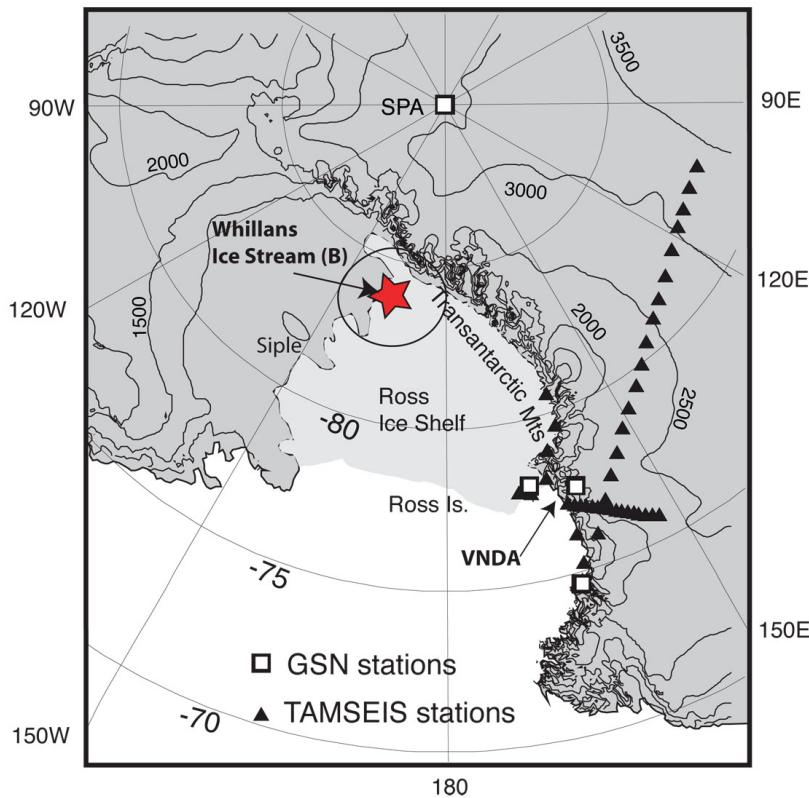 3500
90W
SPA
90E
2000
3000
Whillans
Ice Stream (B)
120E
120W
1500
2000
Siple
Transantarctic Mts
2500
Ross
Ice Shelf
-80
Ross Is.
VNDA
-75
150E
GSN stations
TAMSEIS stations
-70
150W
180